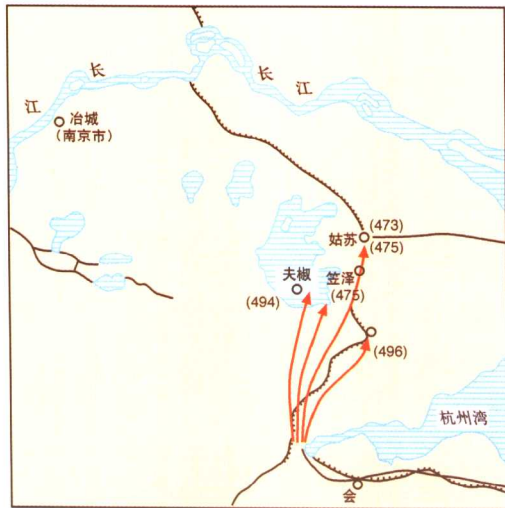 长江
长江
冶城
(南京市)
(473)
姑苏
(475)
夫椒
笠泽
(494)
(475)
(496)
杭州湾
会